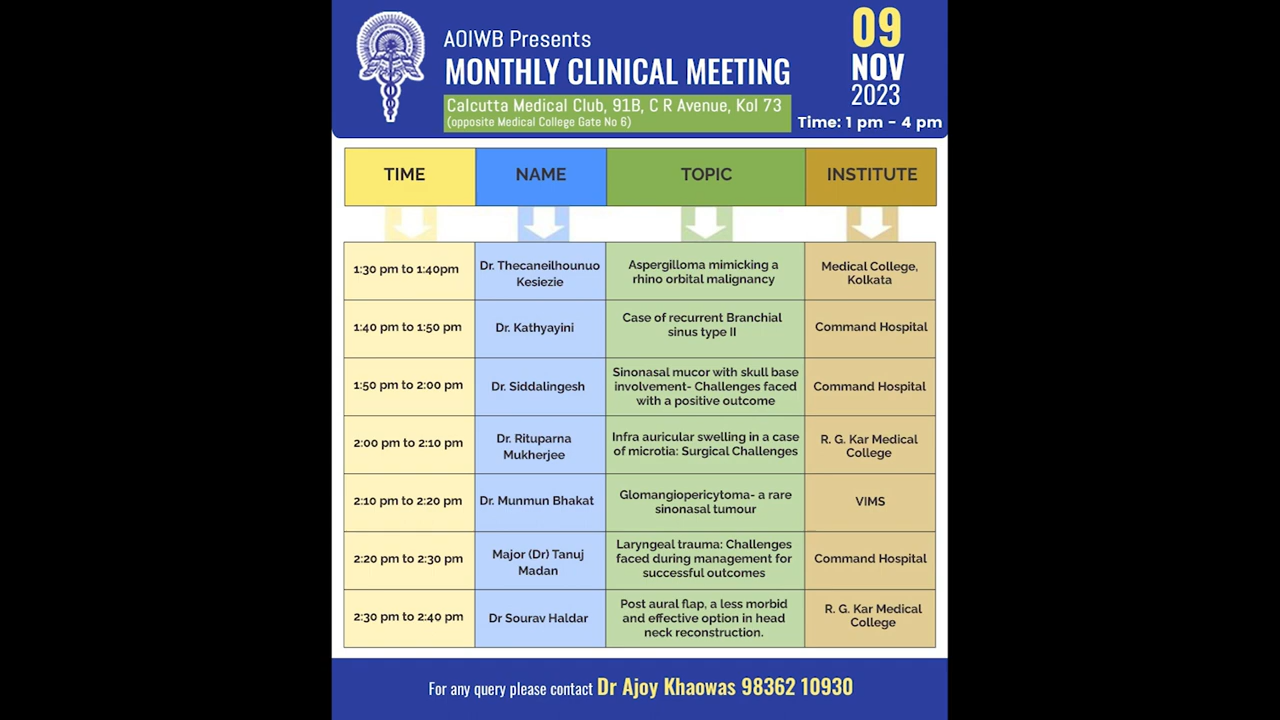 AOIWB Presents
MONTHLY CLINICAL MEETING
Calcutta Medical Club, 91B, C R Avenue, Kol 73
(opposite Medical College Gate No 6)
09
NOV
2023
Time: 1 pm - 4 pm
TIME NAME TOPIC INSTITUTE
1:30 pm to 1:40pm
Dr. Thecaneilhounuo
Kesiezie
Aspergilloma mimicking a
rhino orbital malignancy
Medical College,
Kolkata
1:40 pm to 1:50 pm
Dr. Kathyayini
Case of recurrent Branchial
sinus type II
Command Hospital
1:50 pm to 2:00 pm
Dr. Siddalingesh
Sinonasal mucor with skull base
involvement- Challenges faced
with a positive outcome
Command Hospital
2:00 pm to 2:10 pm
Dr. Rituparna
Mukherjee
Infra auricular swelling in a case
of microtia: Surgical Challenges
R. G. Kar Medical
College
2:10 pm to 2:20 pm
Dr. Munmun Bhakat
Glomangiopericytoma- a rare
sinonasal tumour
VIMS
2:20 pm to 2:30 pm
Major (Dr) Tanuj
Madan
Laryngeal trauma: Challenges
faced during management for
successful outcomes
Command Hospital
2:30 pm to 2:40 pm
Dr Sourav Haldar
Post aural flap, a less morbid
and effective option in head
neck reconstruction.
R. G. Kar Medical
College
For any query please contact Dr Ajoy Khaowas 98362 10930